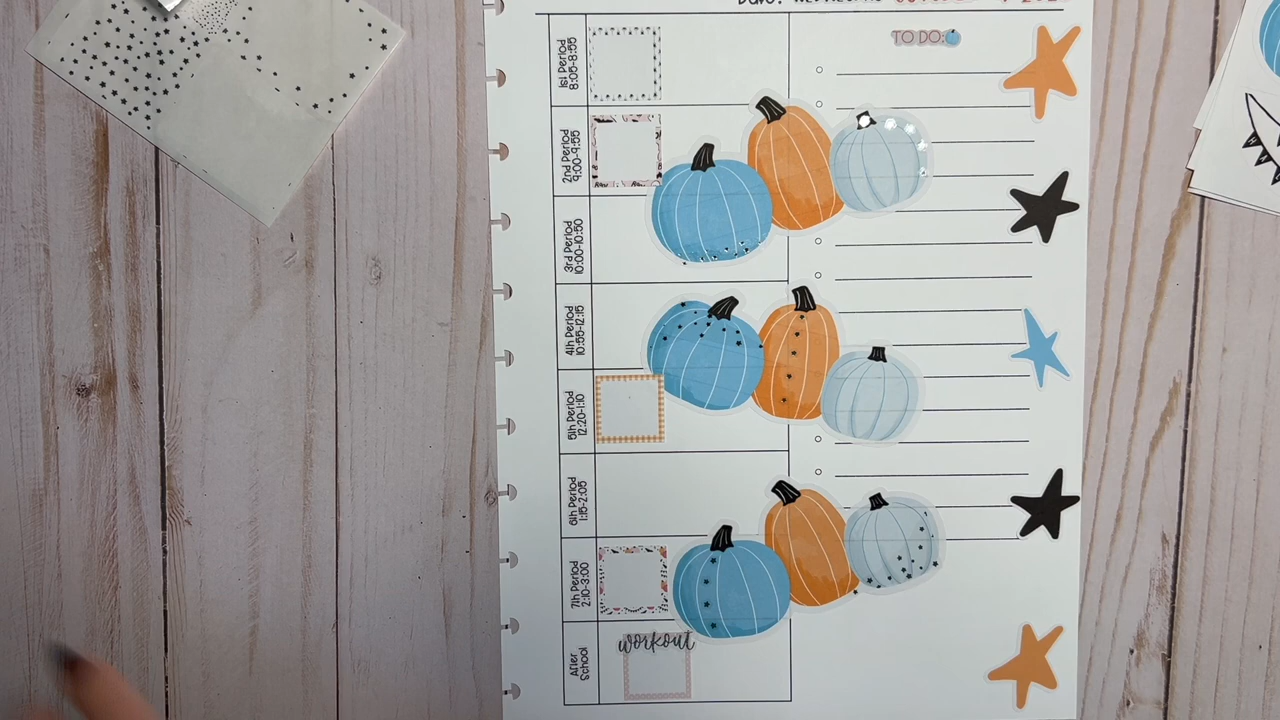 Date:
TO DO:
1st Period
8:05-8:55
2nd Period
9:00-9:55
3rd Period
10:00-10:50
4th Period
10:55-12:15
5th Period
12:20-1:10
6th Period
1:15-2:05
7th Period
2:10-3:00
After
School
workout